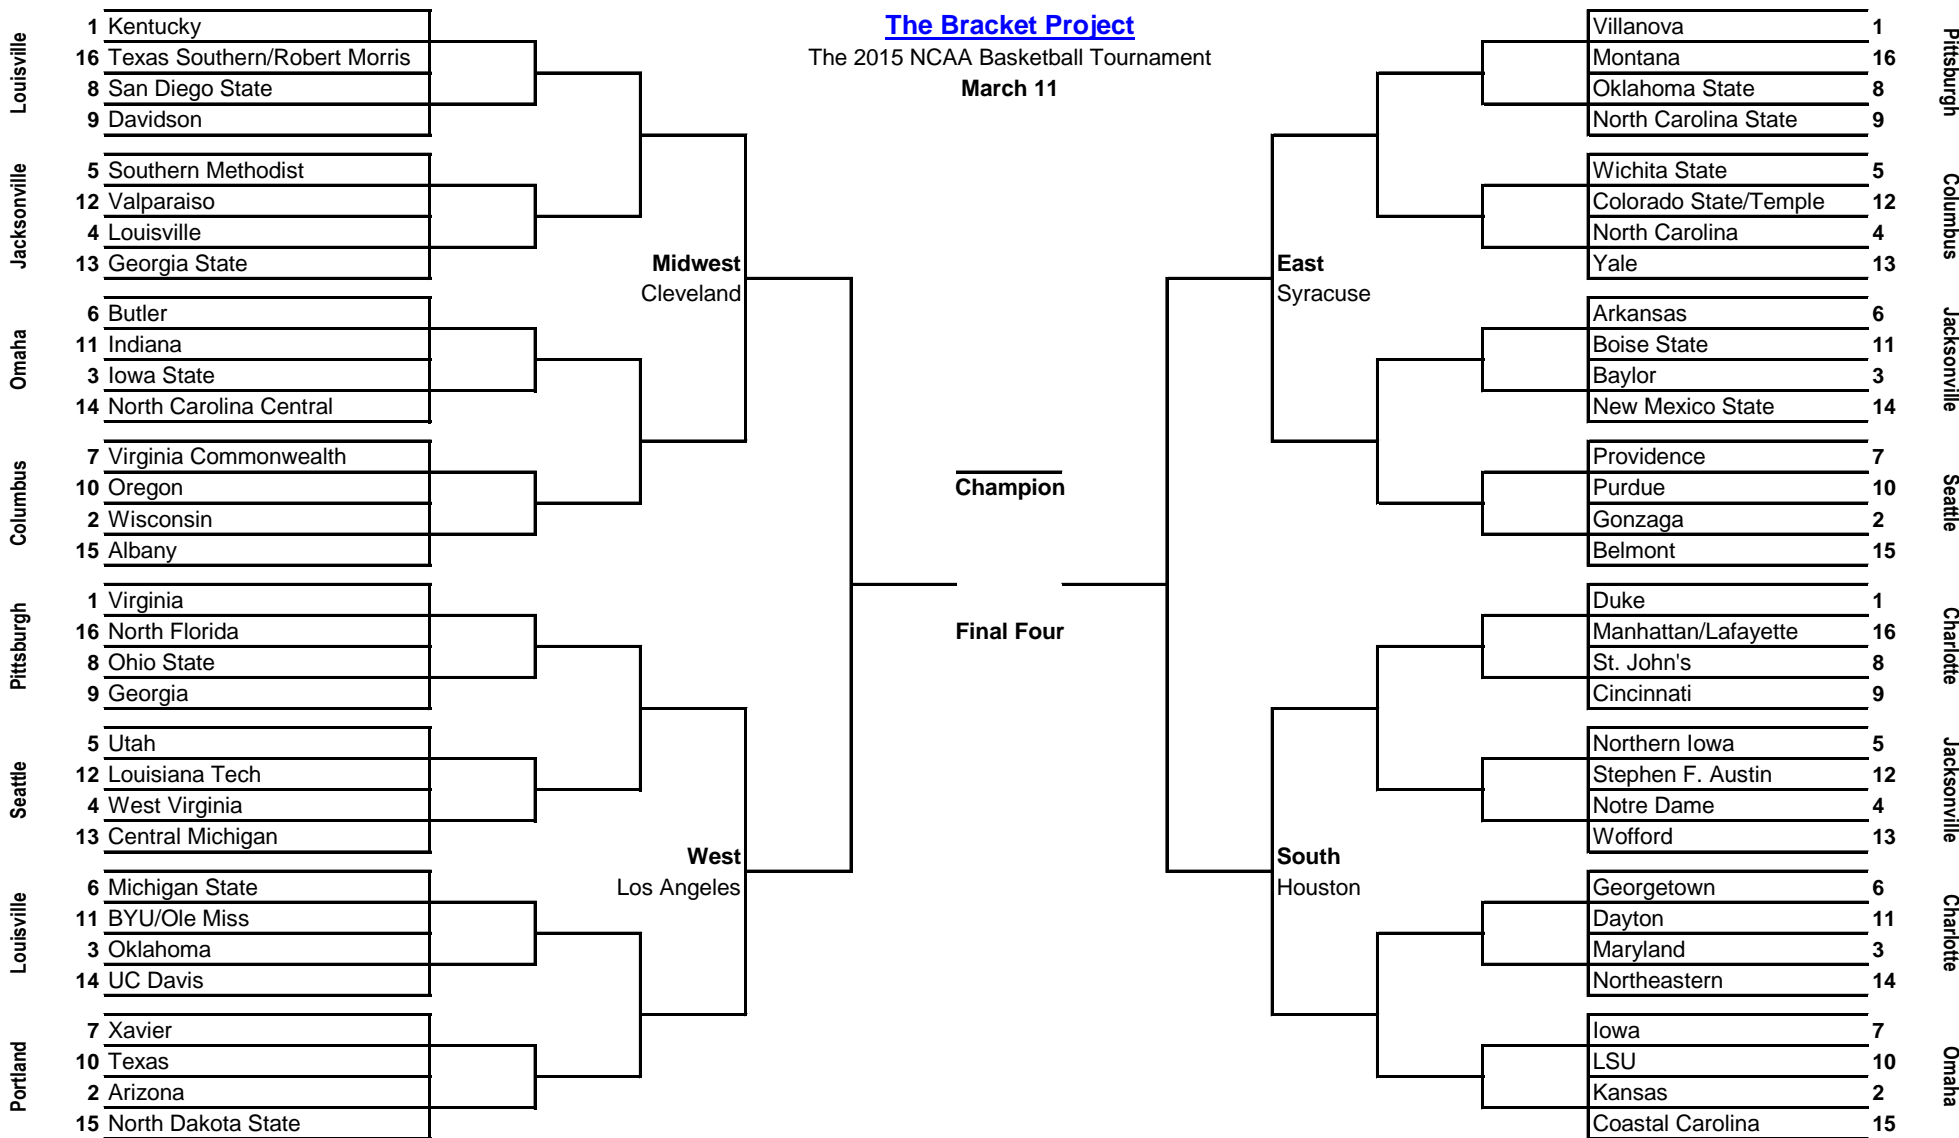 The Bracket Project
The 2015 NCAA Basketball Tournament
March 11
Louisville
1 Kentucky
16 Texas Southern/Robert Morris
8 San Diego State
9 Davidson
Jacksonville
5 Southern Methodist
12 Valparaiso
4 Louisville
13 Georgia State
Midwest
Cleveland
Omaha
6 Butler
11 Indiana
3 Iowa State
14 North Carolina Central
Columbus
7 Virginia Commonwealth
10 Oregon
2 Wisconsin
15 Albany
Pittsburgh
1 Virginia
16 North Florida
8 Ohio State
9 Georgia
Seattle
5 Utah
12 Louisiana Tech
4 West Virginia
13 Central Michigan
West
Los Angeles
Louisville
6 Michigan State
11 BYU/Ole Miss
3 Oklahoma
14 UC Davis
Portland
7 Xavier
10 Texas
2 Arizona
15 North Dakota State
Champion
Final Four
Villanova 1
Montana 16
Oklahoma State 8
North Carolina State 9
Pittsburgh
Wichita State 5
Colorado State/Temple 12
North Carolina 4
Yale 13
Columbus
East
Syracuse
Arkansas 6
Boise State 11
Baylor 3
New Mexico State 14
Jacksonville
Providence 7
Purdue 10
Gonzaga 2
Belmont 15
Seattle
Duke 1
Manhattan/Lafayette 16
St. John's 8
Cincinnati 9
Charlotte
Northern Iowa 5
Stephen F. Austin 12
Notre Dame 4
Wofford 13
Jacksonville
South
Houston
Georgetown 6
Dayton 11
Maryland 3
Northeastern 14
Charlotte
Iowa 7
LSU 10
Kansas 2
Coastal Carolina 15
Omaha